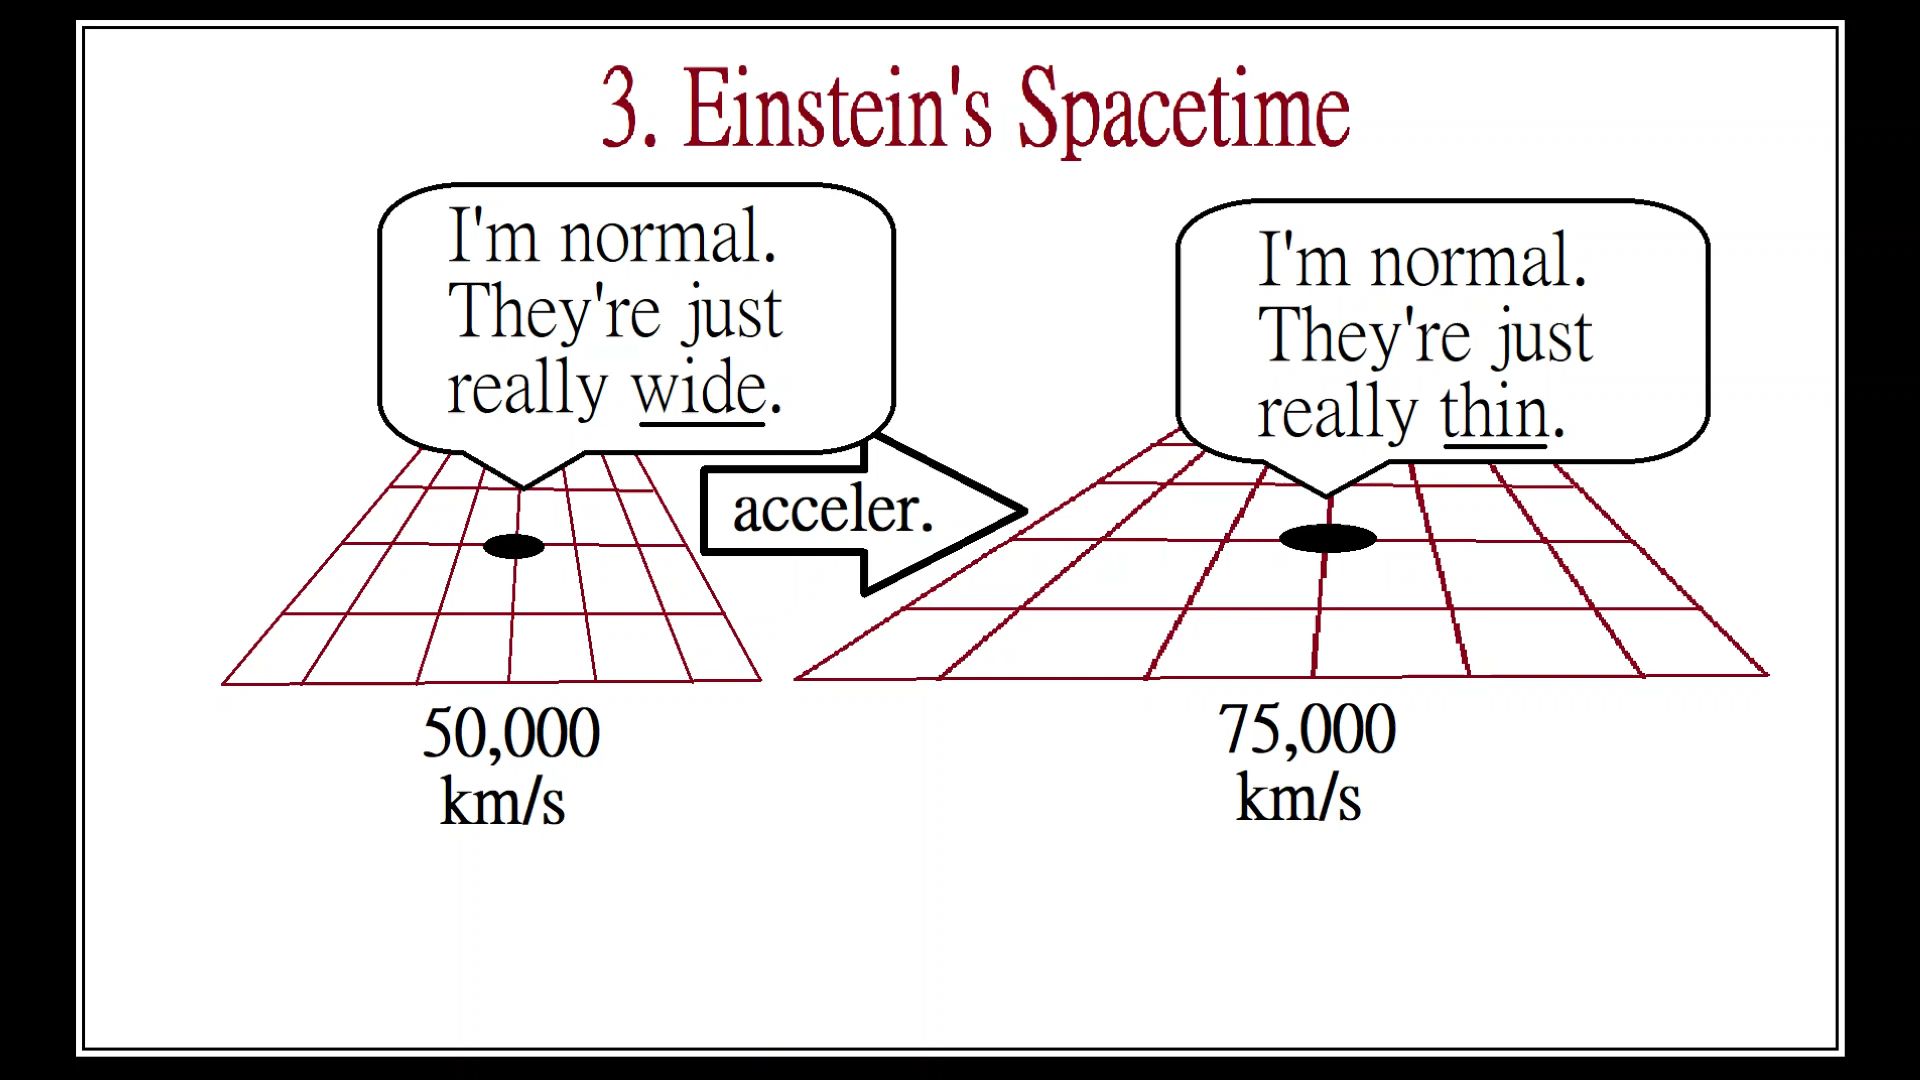 3. Einstein's Spacetime
I'm normal.
They're just
really wide.
I'm normal.
They're just
really thin.
acceler.
50,000
km/s
75,000
km/s